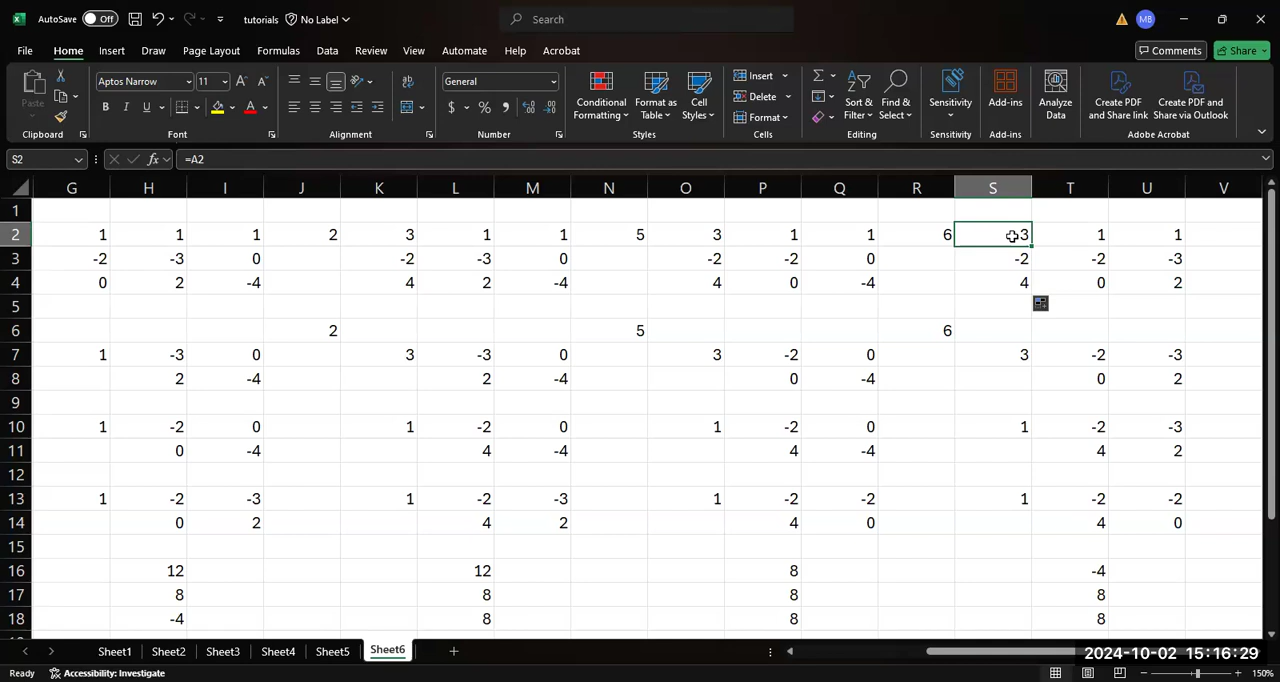 AutoSave Off tutorials No Label Search MB
File Home Insert Draw Page Layout Formulas Data Review View Automate Help Acrobat Comments Share
Paste Aptos Narrow 11 A A ab General Insert Σ Sort & Filter Find & Select
B I U A $ % 9 Conditional Formatting Format as Table Cell Styles Delete Format Sensitivity Add-ins Analyze Data Create PDF and Share link Create PDF and Share via Outlook
Clipboard Font Alignment Number Styles Cells Editing Sensitivity Add-ins Adobe Acrobat
S2 fx =A2
G H I J K L M N O P Q R S T U V
1
2 1 1 1 2 3 1 1 5 3 1 1 6 3 1 1
3 -2 -3 0 -2 -3 0 -2 -2 0 -2 -2 -3
4 0 2 -4 4 2 -4 4 0 -4 4 0 2
5
6 2 5 6
7 1 -3 0 3 -3 0 3 -2 0 3 -2 -3
8 2 -4 2 -4 0 -4 0 2
9
10 1 -2 0 1 -2 0 1 -2 0 1 -2 -3
11 0 -4 4 -4 4 -4 4 2
12
13 1 -2 -3 1 -2 -3 1 -2 -2 1 -2 -2
14 0 2 4 2 4 0 4 0
15
16 12 12 8 -4
17 8 8 8 8
18 -4 8 8 8
Sheet1 Sheet2 Sheet3 Sheet4 Sheet5 Sheet6 2024-10-02 15:16:29
Ready Accessibility: Investigate 150%